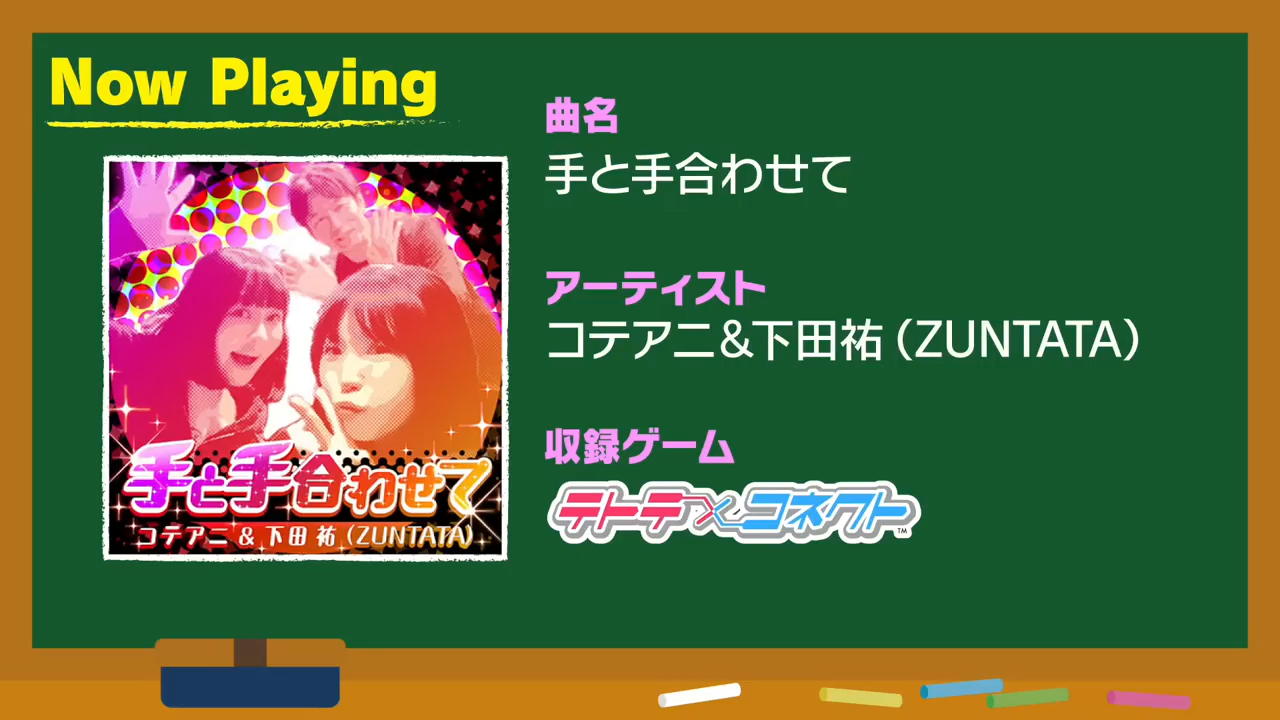 Now Playing
曲名
手と手合わせて
アーティスト
コテアニ&下田祐(ZUNTATA)
収録ゲーム
テトテ×コネクト™
手と手合わせて
コテアニ & 下田 祐 (ZUNTATA)